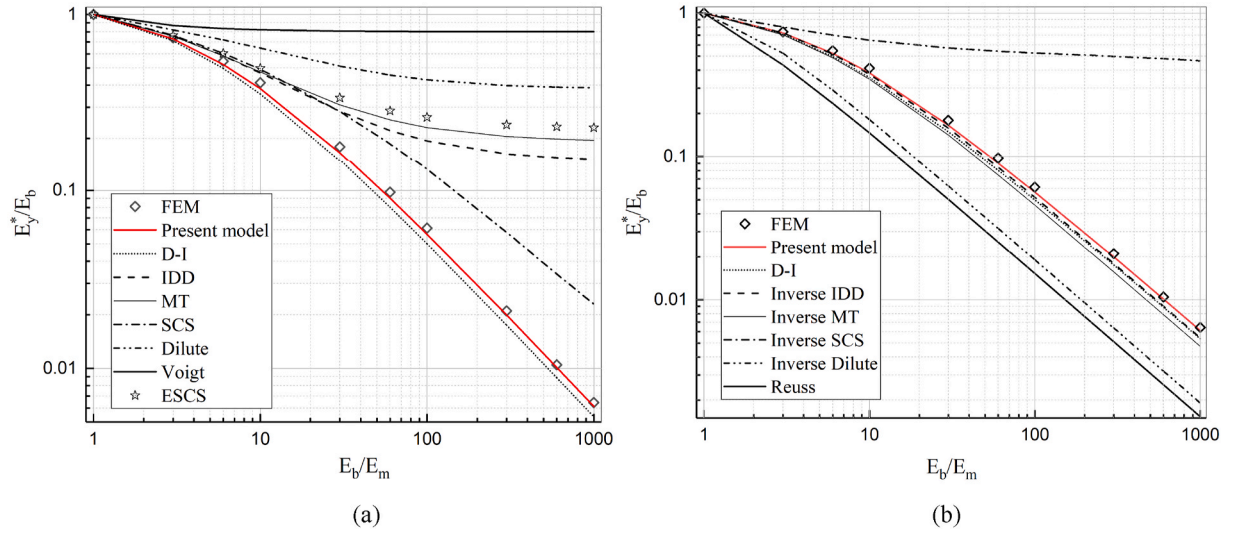 1
0.1
0.01
E*y/Eb
1
10
100
1000
Eb/Em
FEM
Present model
D-I
IDD
MT
SCS
Dilute
Voigt
ESCS
(a)
1
0.1
0.01
E*y/Eb
1
10
100
1000
Eb/Em
FEM
Present model
D-I
Inverse IDD
Inverse MT
Inverse SCS
Inverse Dilute
Reuss
(b)